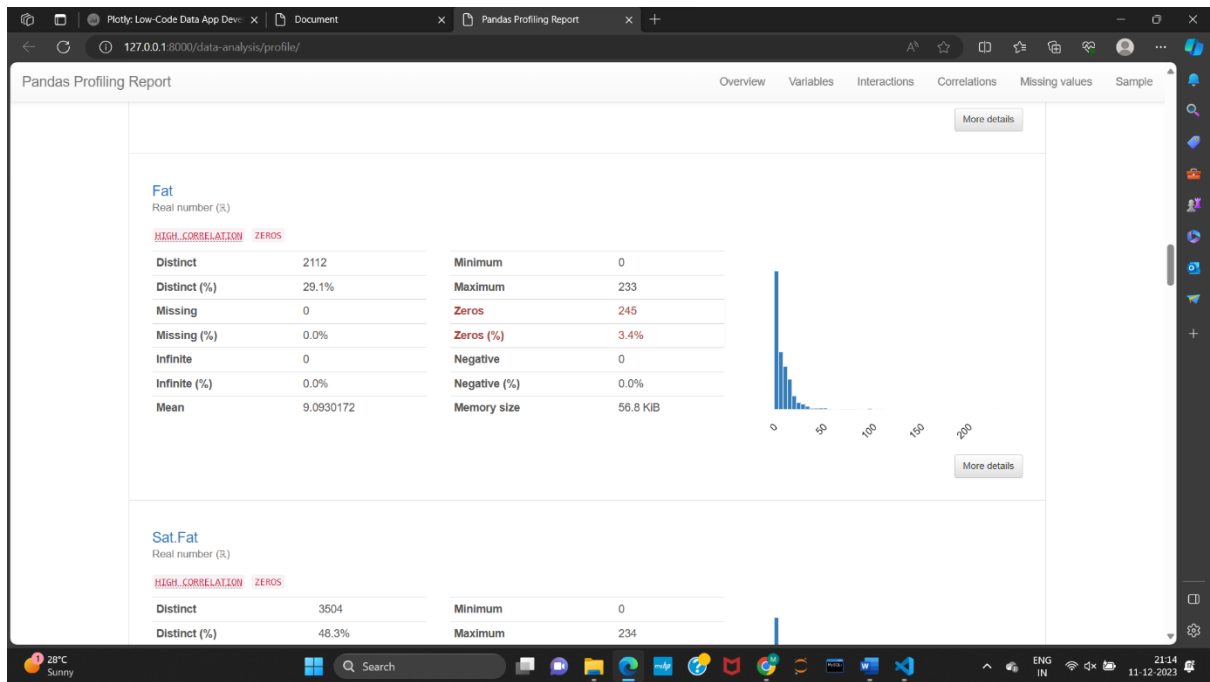 Plotly: Low-Code Data App Deve
Document
Pandas Profiling Report
127.0.0.1:8000/data-analysis/profile/
Pandas Profiling Report
Overview Variables Interactions Correlations Missing values Sample
More details
Fat
Real number (ℝ)
HIGH CORRELATION ZEROS
Distinct 2112 Minimum 0
Distinct (%) 29.1% Maximum 233
Missing 0 Zeros 245
Missing (%) 0.0% Zeros (%) 3.4%
Infinite 0 Negative 0
Infinite (%) 0.0% Negative (%) 0.0%
Mean 9.0930172 Memory size 56.8 KiB
0 50 100 150 200
More details
Sat.Fat
Real number (ℝ)
HIGH CORRELATION ZEROS
Distinct 3504 Minimum 0
Distinct (%) 48.3% Maximum 234
1 28°C
Sunny
Search
ENG
IN
21:14
11-12-2023